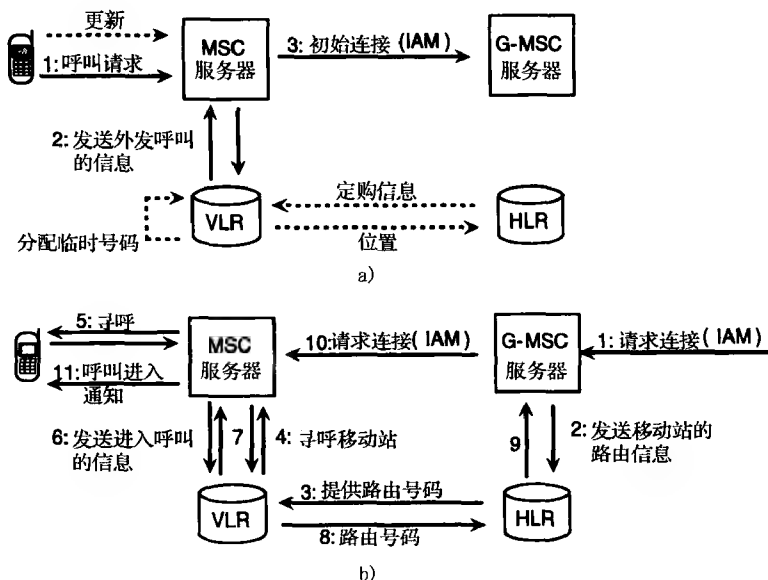 更新
1:呼叫请求
MSC
服务器
3: 初始连接 (IAM)
G-MSC
服务器
2: 发送外发呼叫
的信息
分配临时号码
VLR
定购信息
位置
HLR
a)
5: 寻呼
11: 呼叫进入
通知
MSC
服务器
10:请求连接( IAM)
G-MSC
服务器
1: 请求连接( IAM)
6: 发送进入呼叫
的信息
7
4: 寻呼移动站
9
2: 发送移动站的
路由信息
VLR
3: 提供路由号码
8: 路由号码
HLR
b)